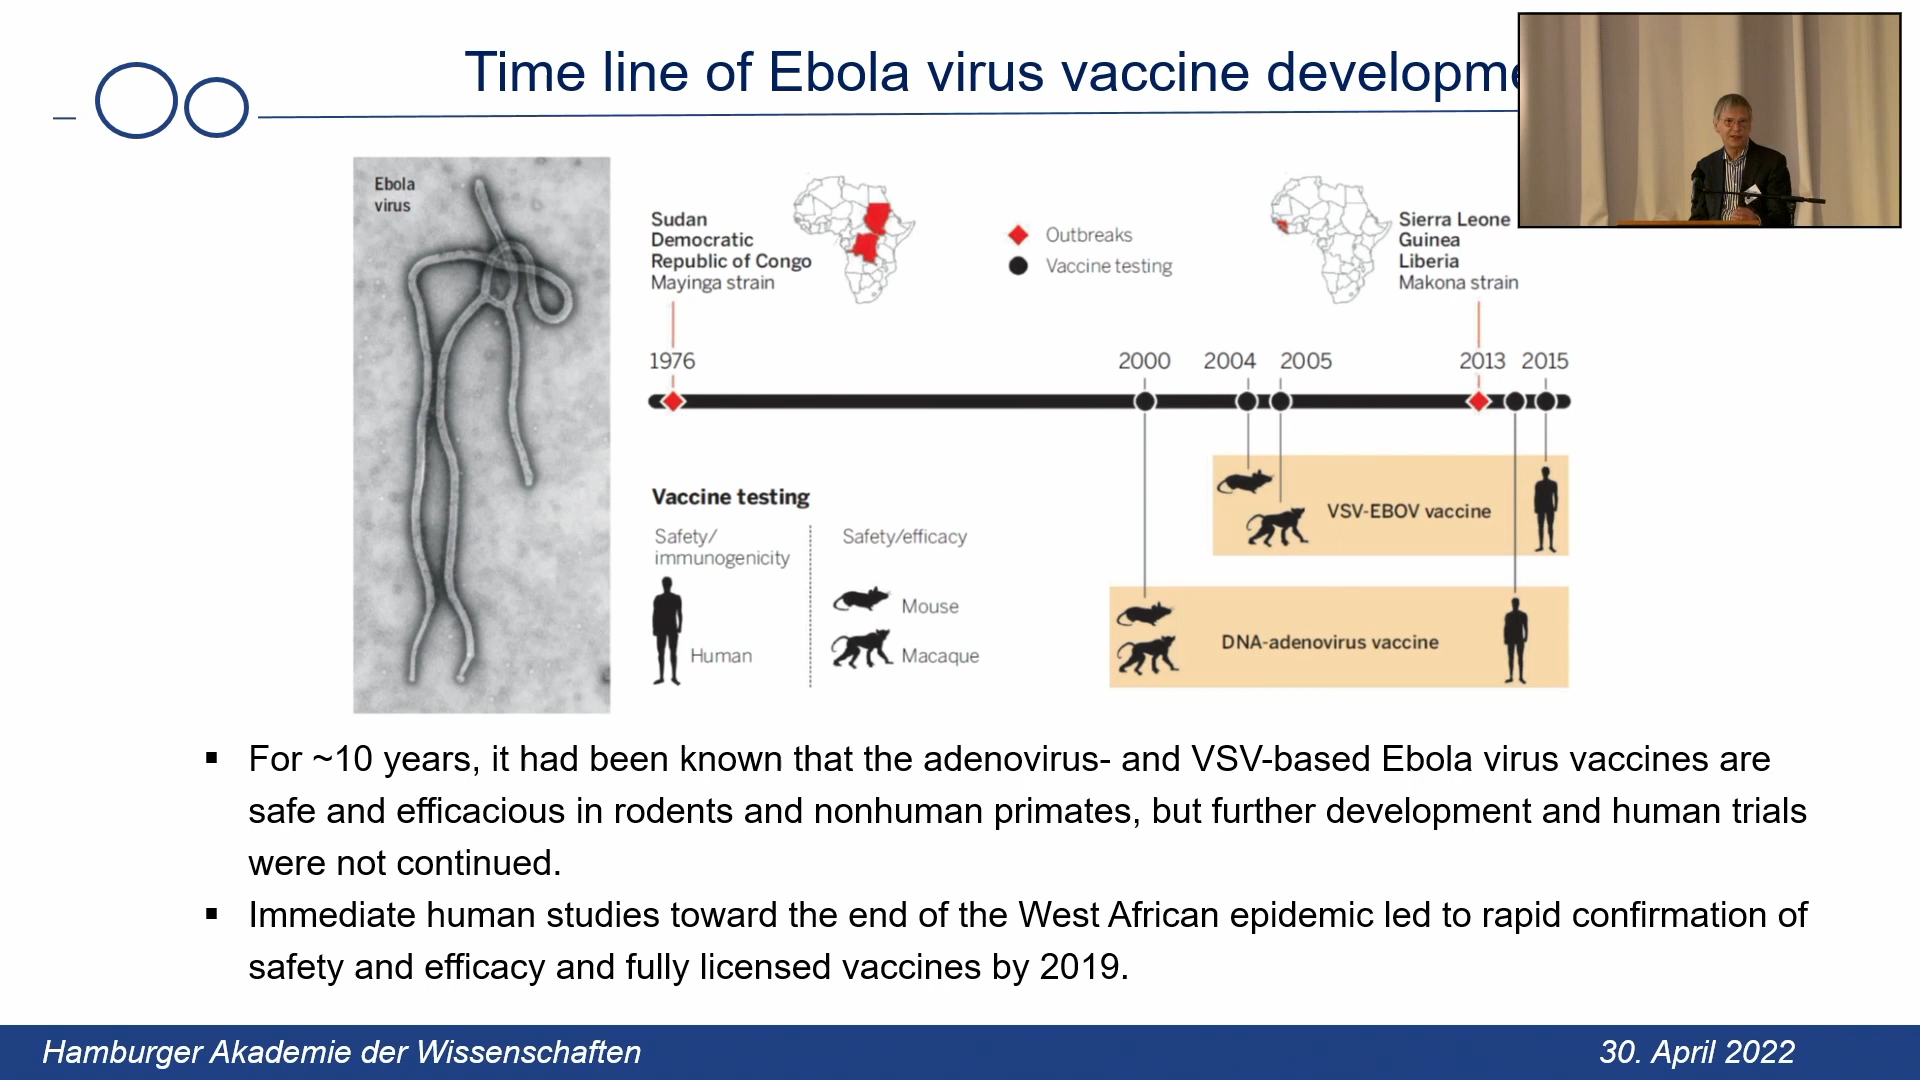 Time line of Ebola virus vaccine developme
Ebola
virus
Sudan
Democratic
Republic of Congo
Mayinga strain
Outbreaks
Vaccine testing
Sierra Leone
Guinea
Liberia
Makona strain
1976
2000
2004
2005
2013
2015
Vaccine testing
Safety/
immunogenicity
Safety/efficacy
Human
Mouse
Macaque
VSV-EBOV vaccine
DNA-adenovirus vaccine
▪ For ~10 years, it had been known that the adenovirus- and VSV-based Ebola virus vaccines are
safe and efficacious in rodents and nonhuman primates, but further development and human trials
were not continued.
▪ Immediate human studies toward the end of the West African epidemic led to rapid confirmation of
safety and efficacy and fully licensed vaccines by 2019.
Hamburger Akademie der Wissenschaften
30. April 2022